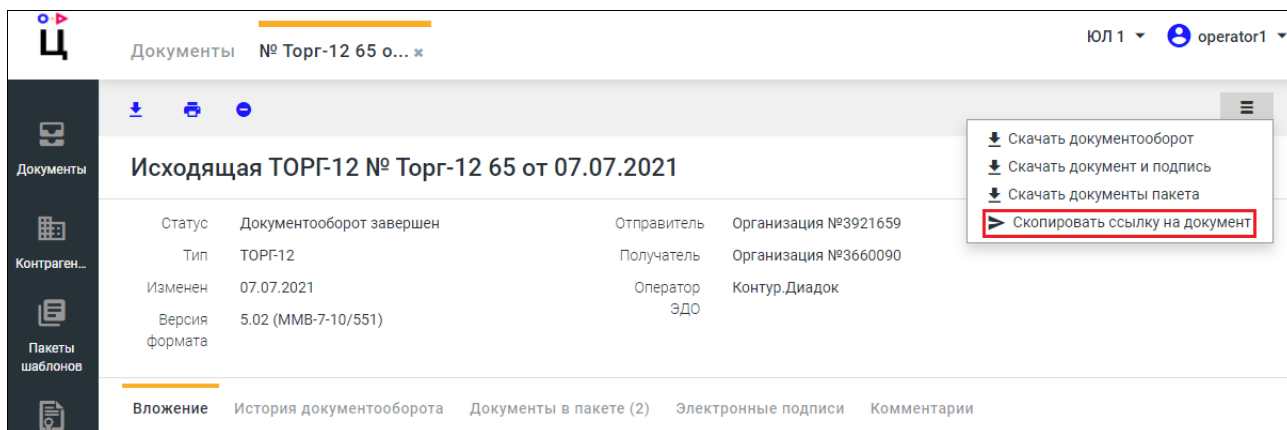 Ц
Документы № Торг-12 65 о... × ЮЛ 1 operator1
Документы
Контраген...
Пакеты
шаблонов
Скачать документооборот
Скачать документ и подпись
Скачать документы пакета
Скопировать ссылку на документ
Исходящая ТОРГ-12 № Торг-12 65 от 07.07.2021
Статус Документооборот завершен Отправитель Организация №3921659
Тип ТОРГ-12 Получатель Организация №3660090
Изменен 07.07.2021 Оператор Контур.Диадок
ЭДО
Версия 5.02 (ММВ-7-10/551)
формата
Вложение История документооборота Документы в пакете (2) Электронные подписи Комментарии